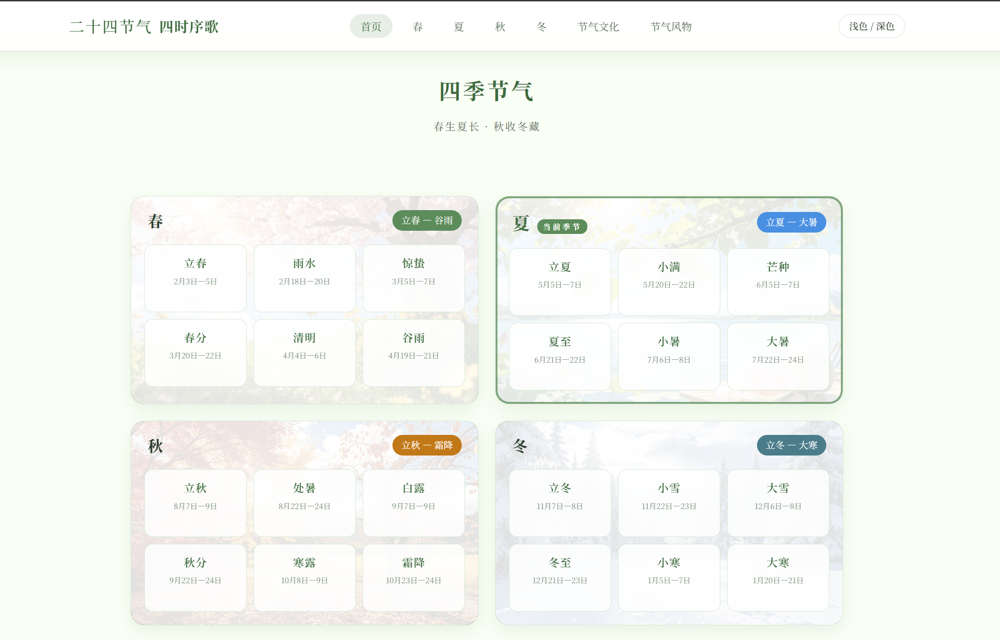 二十四节气 四时序歌
首页 春 夏 秋 冬 节气文化 节气风物
浅色 / 深色
四季节气
春生夏长 · 秋收冬藏
春
立春 — 谷雨
立春 雨水 惊蛰
2月3日—5日 2月18日—20日 3月5日—7日
春分 清明 谷雨
3月20日—22日 4月4日—6日 4月19日—21日
夏 当前季节
立夏 — 大暑
立夏 小满 芒种
5月5日—7日 5月20日—22日 6月5日—7日
夏至 小暑 大暑
6月21日—22日 7月6日—8日 7月22日—24日
秋
立秋 — 霜降
立秋 处暑 白露
8月7日—9日 8月22日—24日 9月7日—9日
秋分 寒露 霜降
9月22日—24日 10月8日—9日 10月23日—24日
冬
立冬 — 大寒
立冬 小雪 大雪
11月7日—8日 11月22日—23日 12月6日—8日
冬至 小寒 大寒
12月21日—23日 1月5日—7日 1月20日—21日